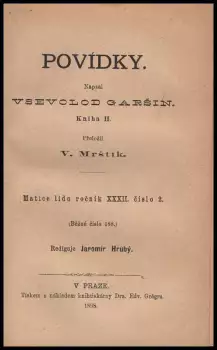 POVÍDKY.
Napsal
VSEVOLOD GARŠIN.
Kniha II.
Přeložil
V. Mrštík.
Matice lidu ročník XXXII. číslo 2.
(Běžné číslo 188.)
Rediguje Jaromír Hrubý.
V PRAZE.
Tiskem a nákladem knihtiskárny Dra. Edv. Grégra.
1898.